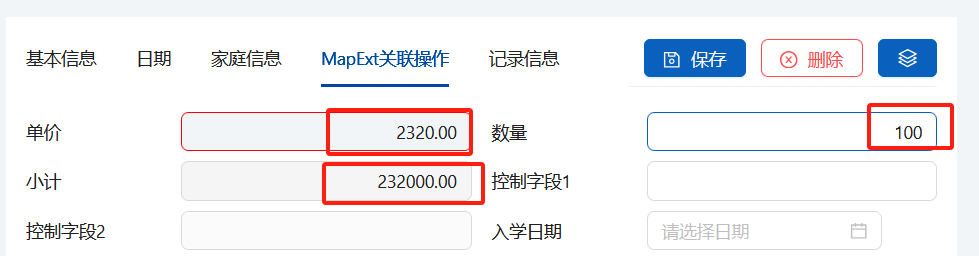 基本信息 日期 家庭信息 MapExt关联操作 记录信息 保存 删除
单价 2320.00 数量 100
小计 232000.00 控制字段1
控制字段2 入学日期 请选择日期